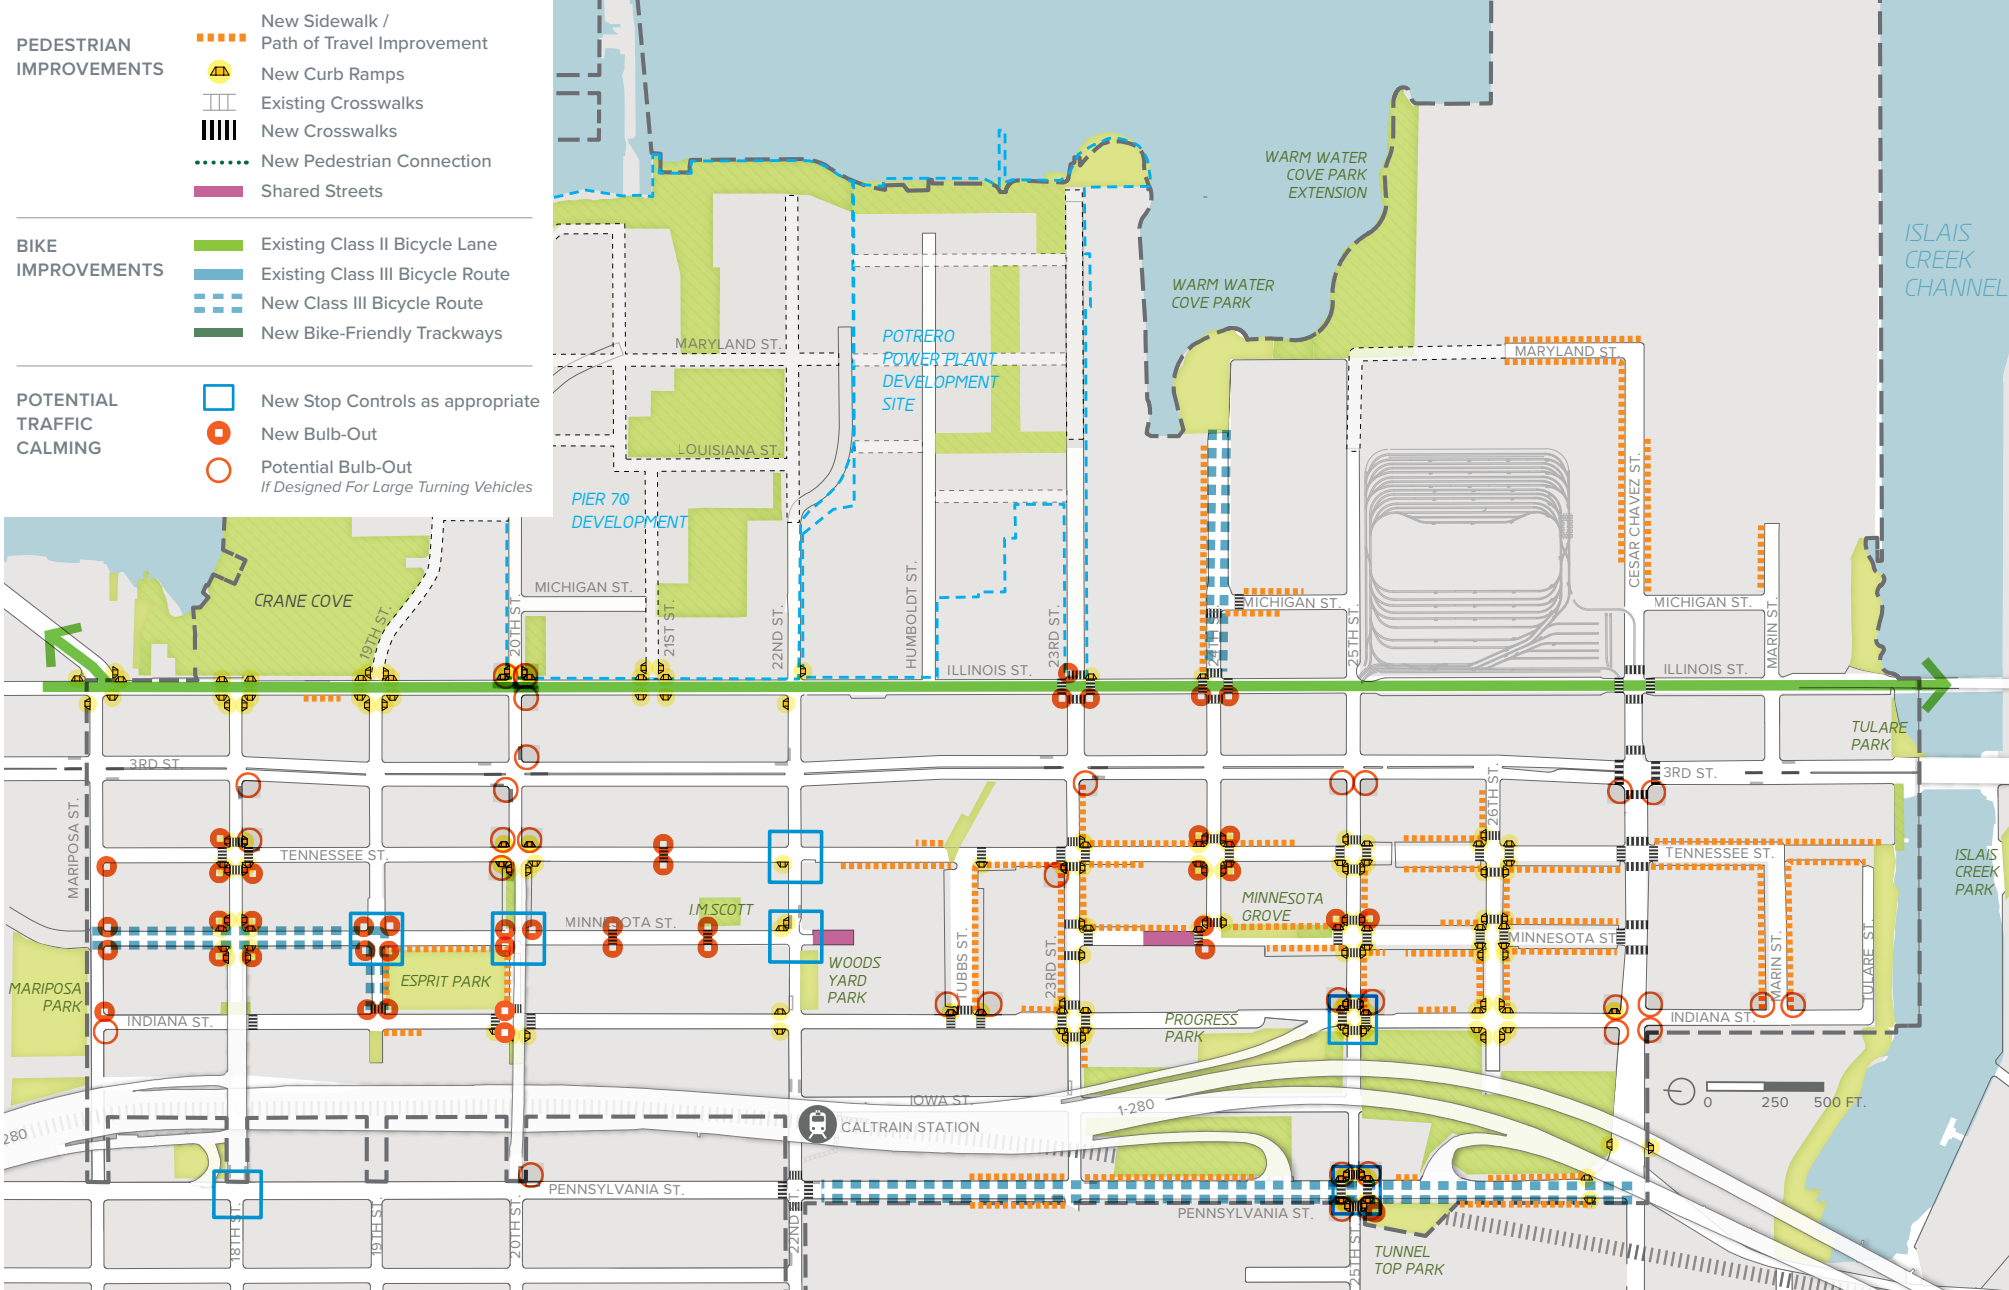 PEDESTRIAN
IMPROVEMENTS
New Sidewalk /
Path of Travel Improvement
New Curb Ramps
Existing Crosswalks
New Crosswalks
New Pedestrian Connection
Shared Streets
BIKE
IMPROVEMENTS
Existing Class II Bicycle Lane
Existing Class III Bicycle Route
New Class III Bicycle Route
New Bike-Friendly Trackways
POTENTIAL
TRAFFIC
CALMING
New Stop Controls as appropriate
New Bulb-Out
Potential Bulb-Out
If Designed For Large Turning Vehicles
WARM WATER
COVE PARK
EXTENSION
ISLAIS
CREEK
CHANNEL
WARM WATER
COVE PARK
POTRERO
POWER PLANT
DEVELOPMENT
SITE
MARYLAND ST.
MARYLAND ST.
LOUISIANA ST.
PIER 70
DEVELOPMENT
CESAR CHAVEZ ST.
CRANE COVE
MICHIGAN ST.
MICHIGAN ST.
MICHIGAN ST.
19TH ST.
20TH ST.
21ST ST.
22ND ST.
HUMBOLDT ST.
23RD ST.
24TH ST.
25TH ST.
MARIN ST.
ILLINOIS ST.
ILLINOIS ST.
TULARE
PARK
3RD ST.
3RD ST.
MARIPOSA ST.
26TH ST.
TENNESSEE ST.
TENNESSEE ST.
ISLAIS
CREEK
PARK
I.M.SCOTT
MINNESOTA ST.
MINNESOTA
GROVE
MINNESOTA ST.
WOODS
YARD
PARK
TUBBS ST.
23RD ST.
MARIN ST.
TULARE ST.
MARIPOSA
PARK
ESPRIT PARK
INDIANA ST.
PROGRESS
PARK
INDIANA ST.
IOWA ST.
1-280
280
CALTRAIN STATION
0
250
500 FT.
PENNSYLVANIA ST.
PENNSYLVANIA ST.
18TH ST.
19TH ST.
20TH ST.
22ND ST.
25TH ST.
TUNNEL
TOP PARK